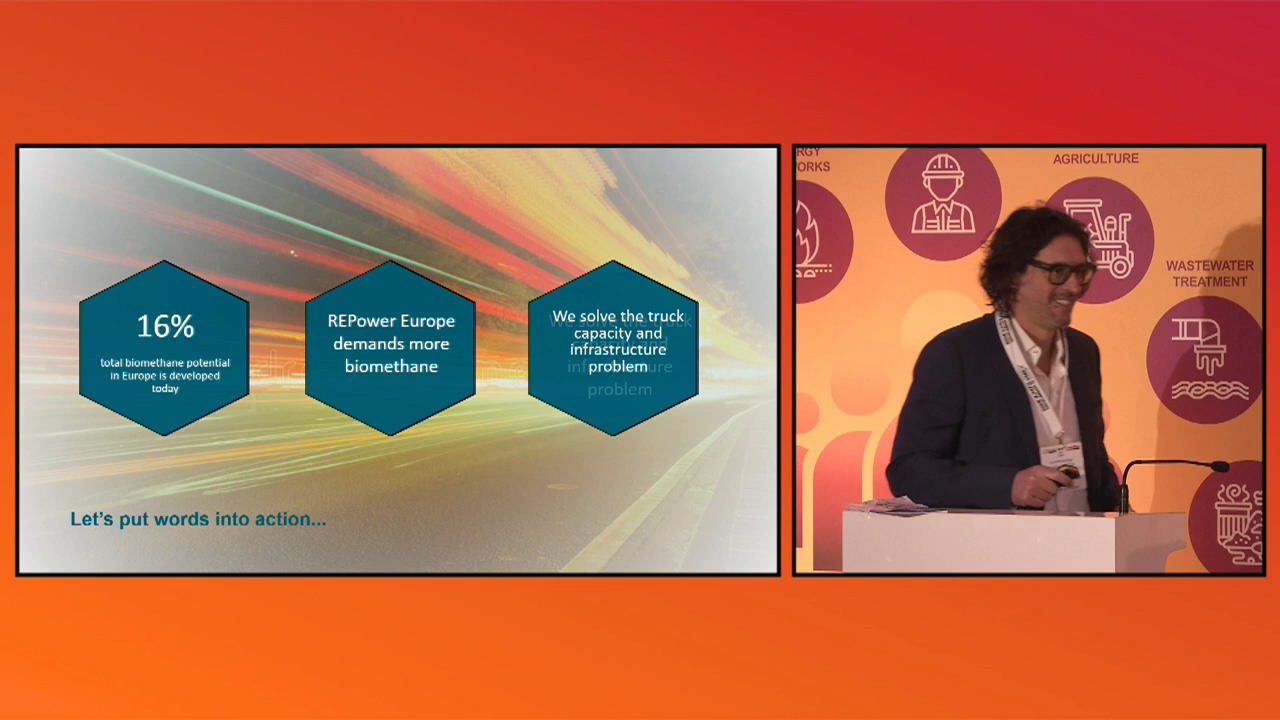 16%
total biomethane potential
in Europe is developed
today
REPower Europe
demands more
biomethane
We solve the truck
capacity and
infrastructure
problem
Let's put words into action...
RGY
ORKS
AGRICULTURE
WASTEWATER
TREATMENT